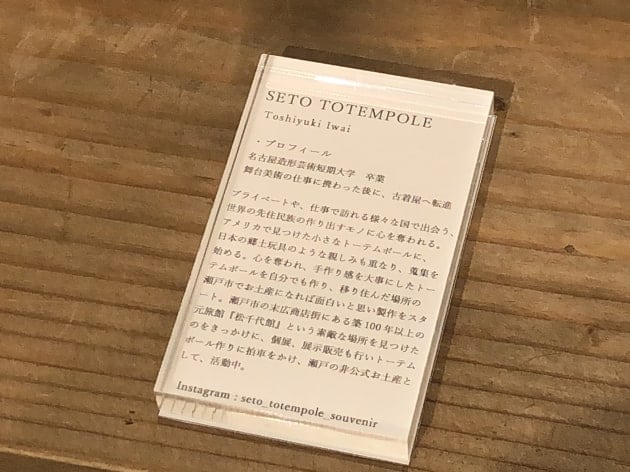 SETO TOTEMPOLE
Toshiyuki Iwai
・プロフィール
名古屋造形芸術短期大学　卒業
舞台美術の仕事に携わった後に、古着屋へ転進
プライベートや、仕事で訪れる様々な国で出会う、
世界の先住民族の作り出すモノに心を奪われる。
アメリカで見つけた小さなトーテムポールに、
日本の郷土玩具のような親しみも重なり、蒐集を
始める。心を奪われ、手作り感を大事にしたトー
テムポールを自分でも作り、移り住んだ場所の
瀬戸市でお土産になれば面白いと思い製作をスタ
ート。瀬戸市の末広商店街にある築100年以上の
元旅館『松千代館』という素敵な場所を見つけた
のをきっかけに、個展、展示販売も行いトーテム
ポール作りに拍車をかけ、瀬戸の非公式お土産と
して、活動中。
Instagram : seto_totempole_souvenir